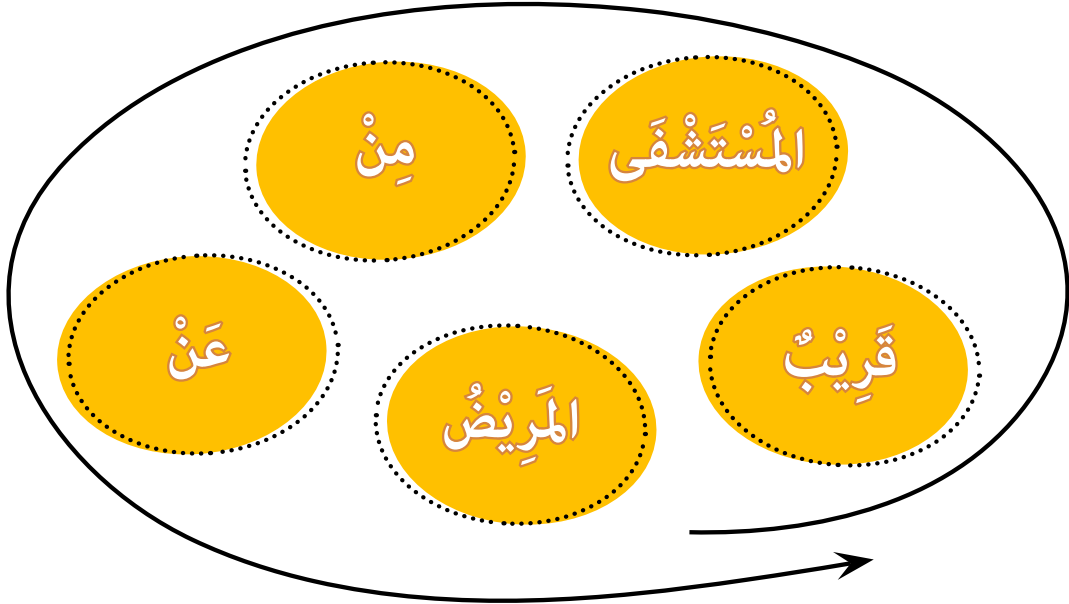 المُسْتَشْفَى
مِنْ
قَرِيْبٌ
عَنْ
المَرِيْضُ